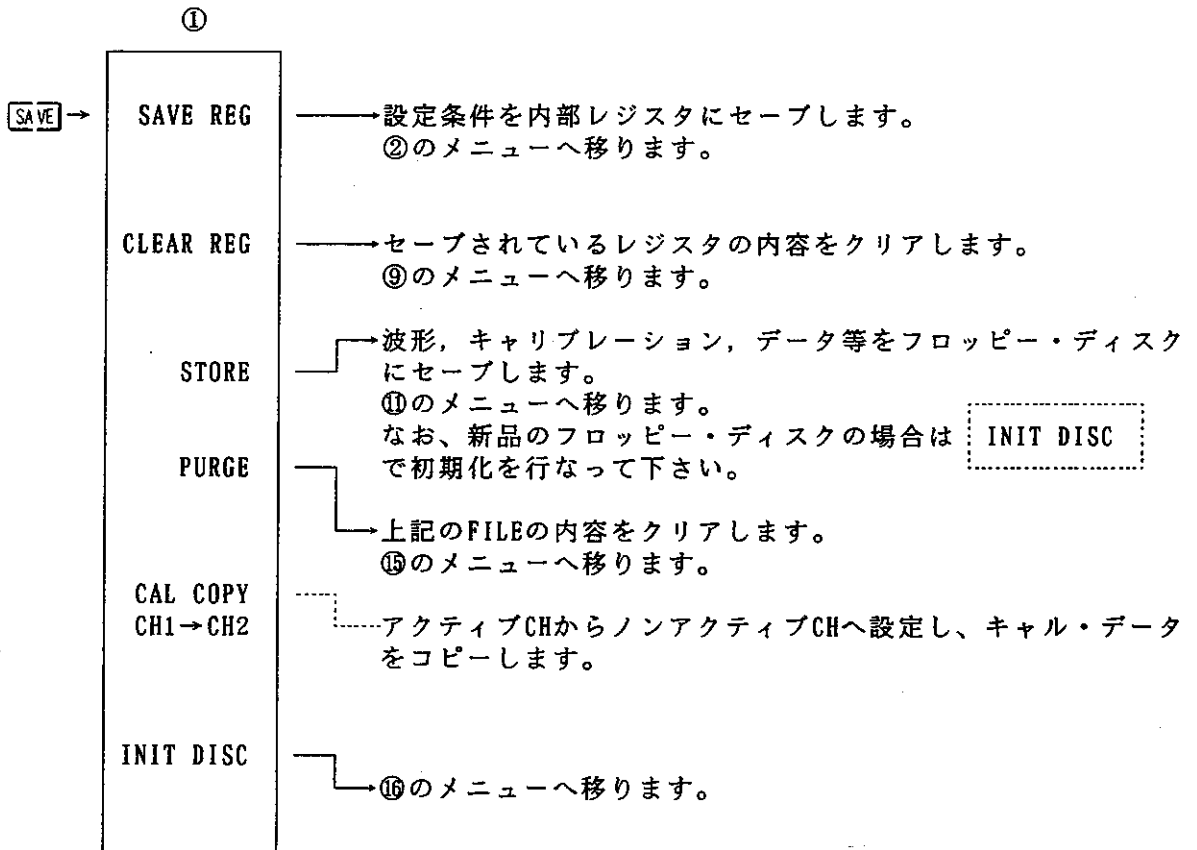 ①
SAVE→
SAVE REG
設定条件を内部レジスタにセーブします。
②のメニューへ移ります。
CLEAR REG
セーブされているレジスタの内容をクリアします。
⑨のメニューへ移ります。
STORE
波形, キャリブレーション, データ等をフロッピー・ディスク
にセーブします。
⑪のメニューへ移ります。
なお、新品のフロッピー・ディスクの場合は INIT DISC
で初期化を行なって下さい。
PURGE
上記のFILEの内容をクリアします。
⑮のメニューへ移ります。
CAL COPY
CH1→CH2
アクティブCHからノンアクティブCHへ設定し、キャル・データ
をコピーします。
INIT DISC
⑯のメニューへ移ります。